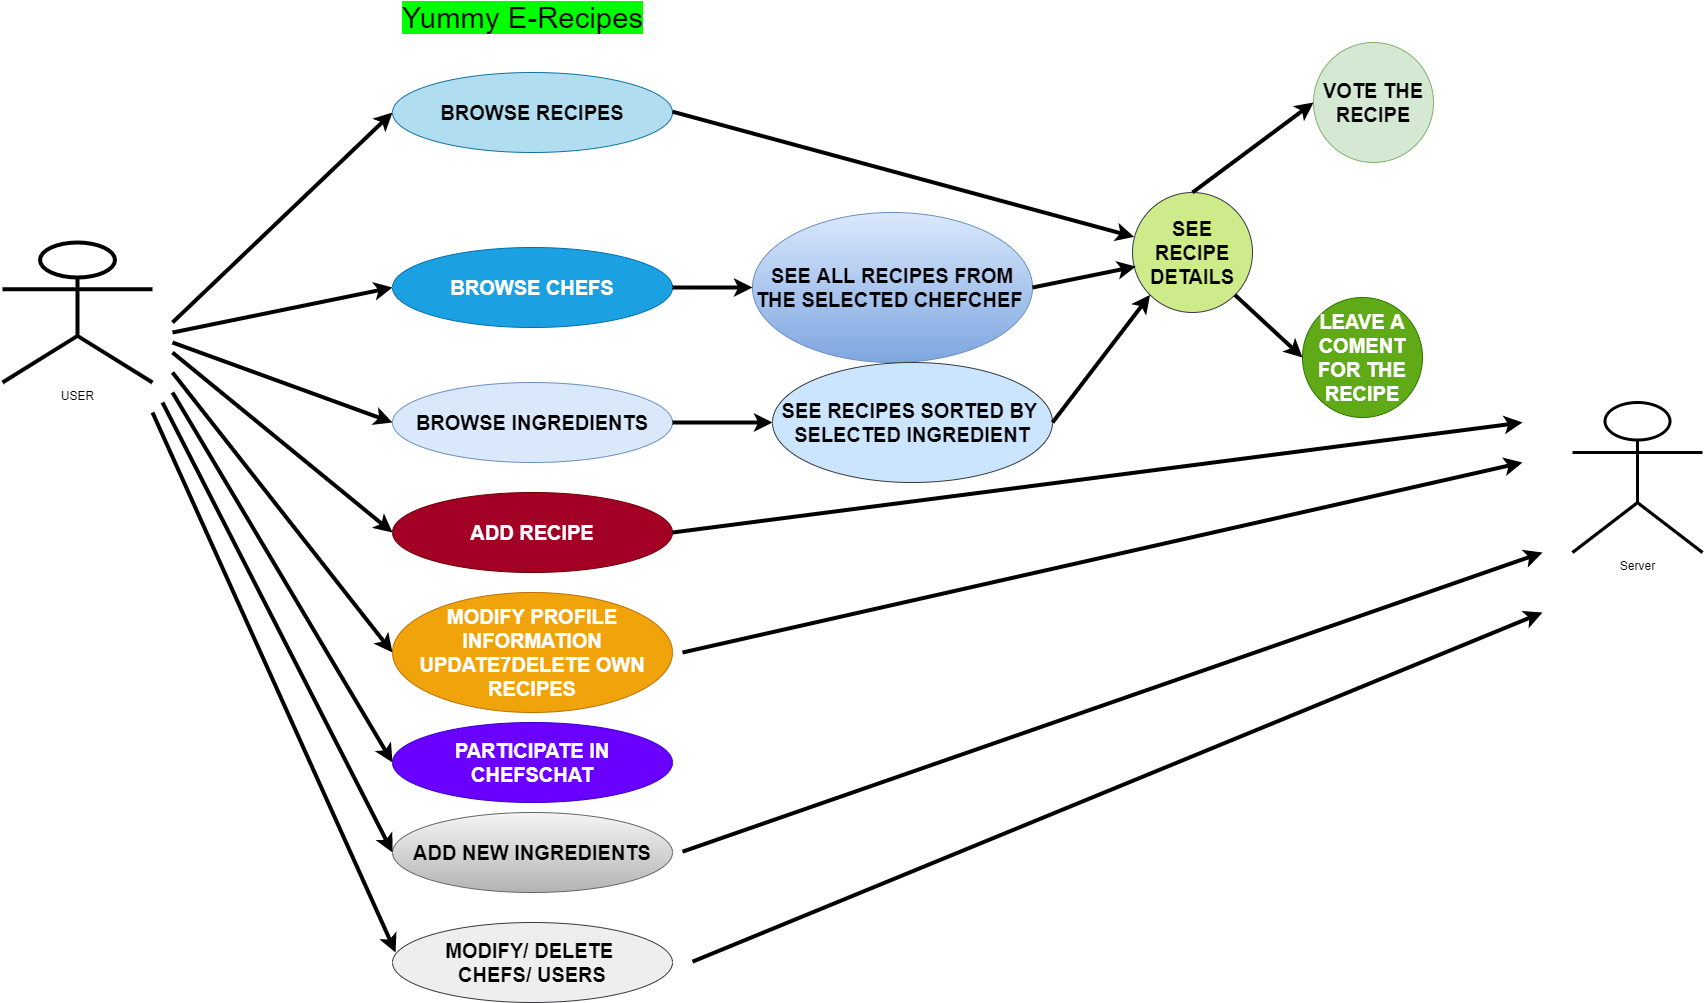 Yummy E-Recipes
BROWSE RECIPES
VOTE THE
RECIPE
SEE
RECIPE
DETAILS
BROWSE CHEFS
SEE ALL RECIPES FROM
THE SELECTED CHEFCHEF
LEAVE A
COMENT
FOR THE
RECIPE
USER
BROWSE INGREDIENTS
SEE RECIPES SORTED BY
SELECTED INGREDIENT
ADD RECIPE
Server
MODIFY PROFILE
INFORMATION
UPDATE7DELETE OWN
RECIPES
PARTICIPATE IN
CHEFSCHAT
ADD NEW INGREDIENTS
MODIFY/ DELETE
CHEFS/ USERS